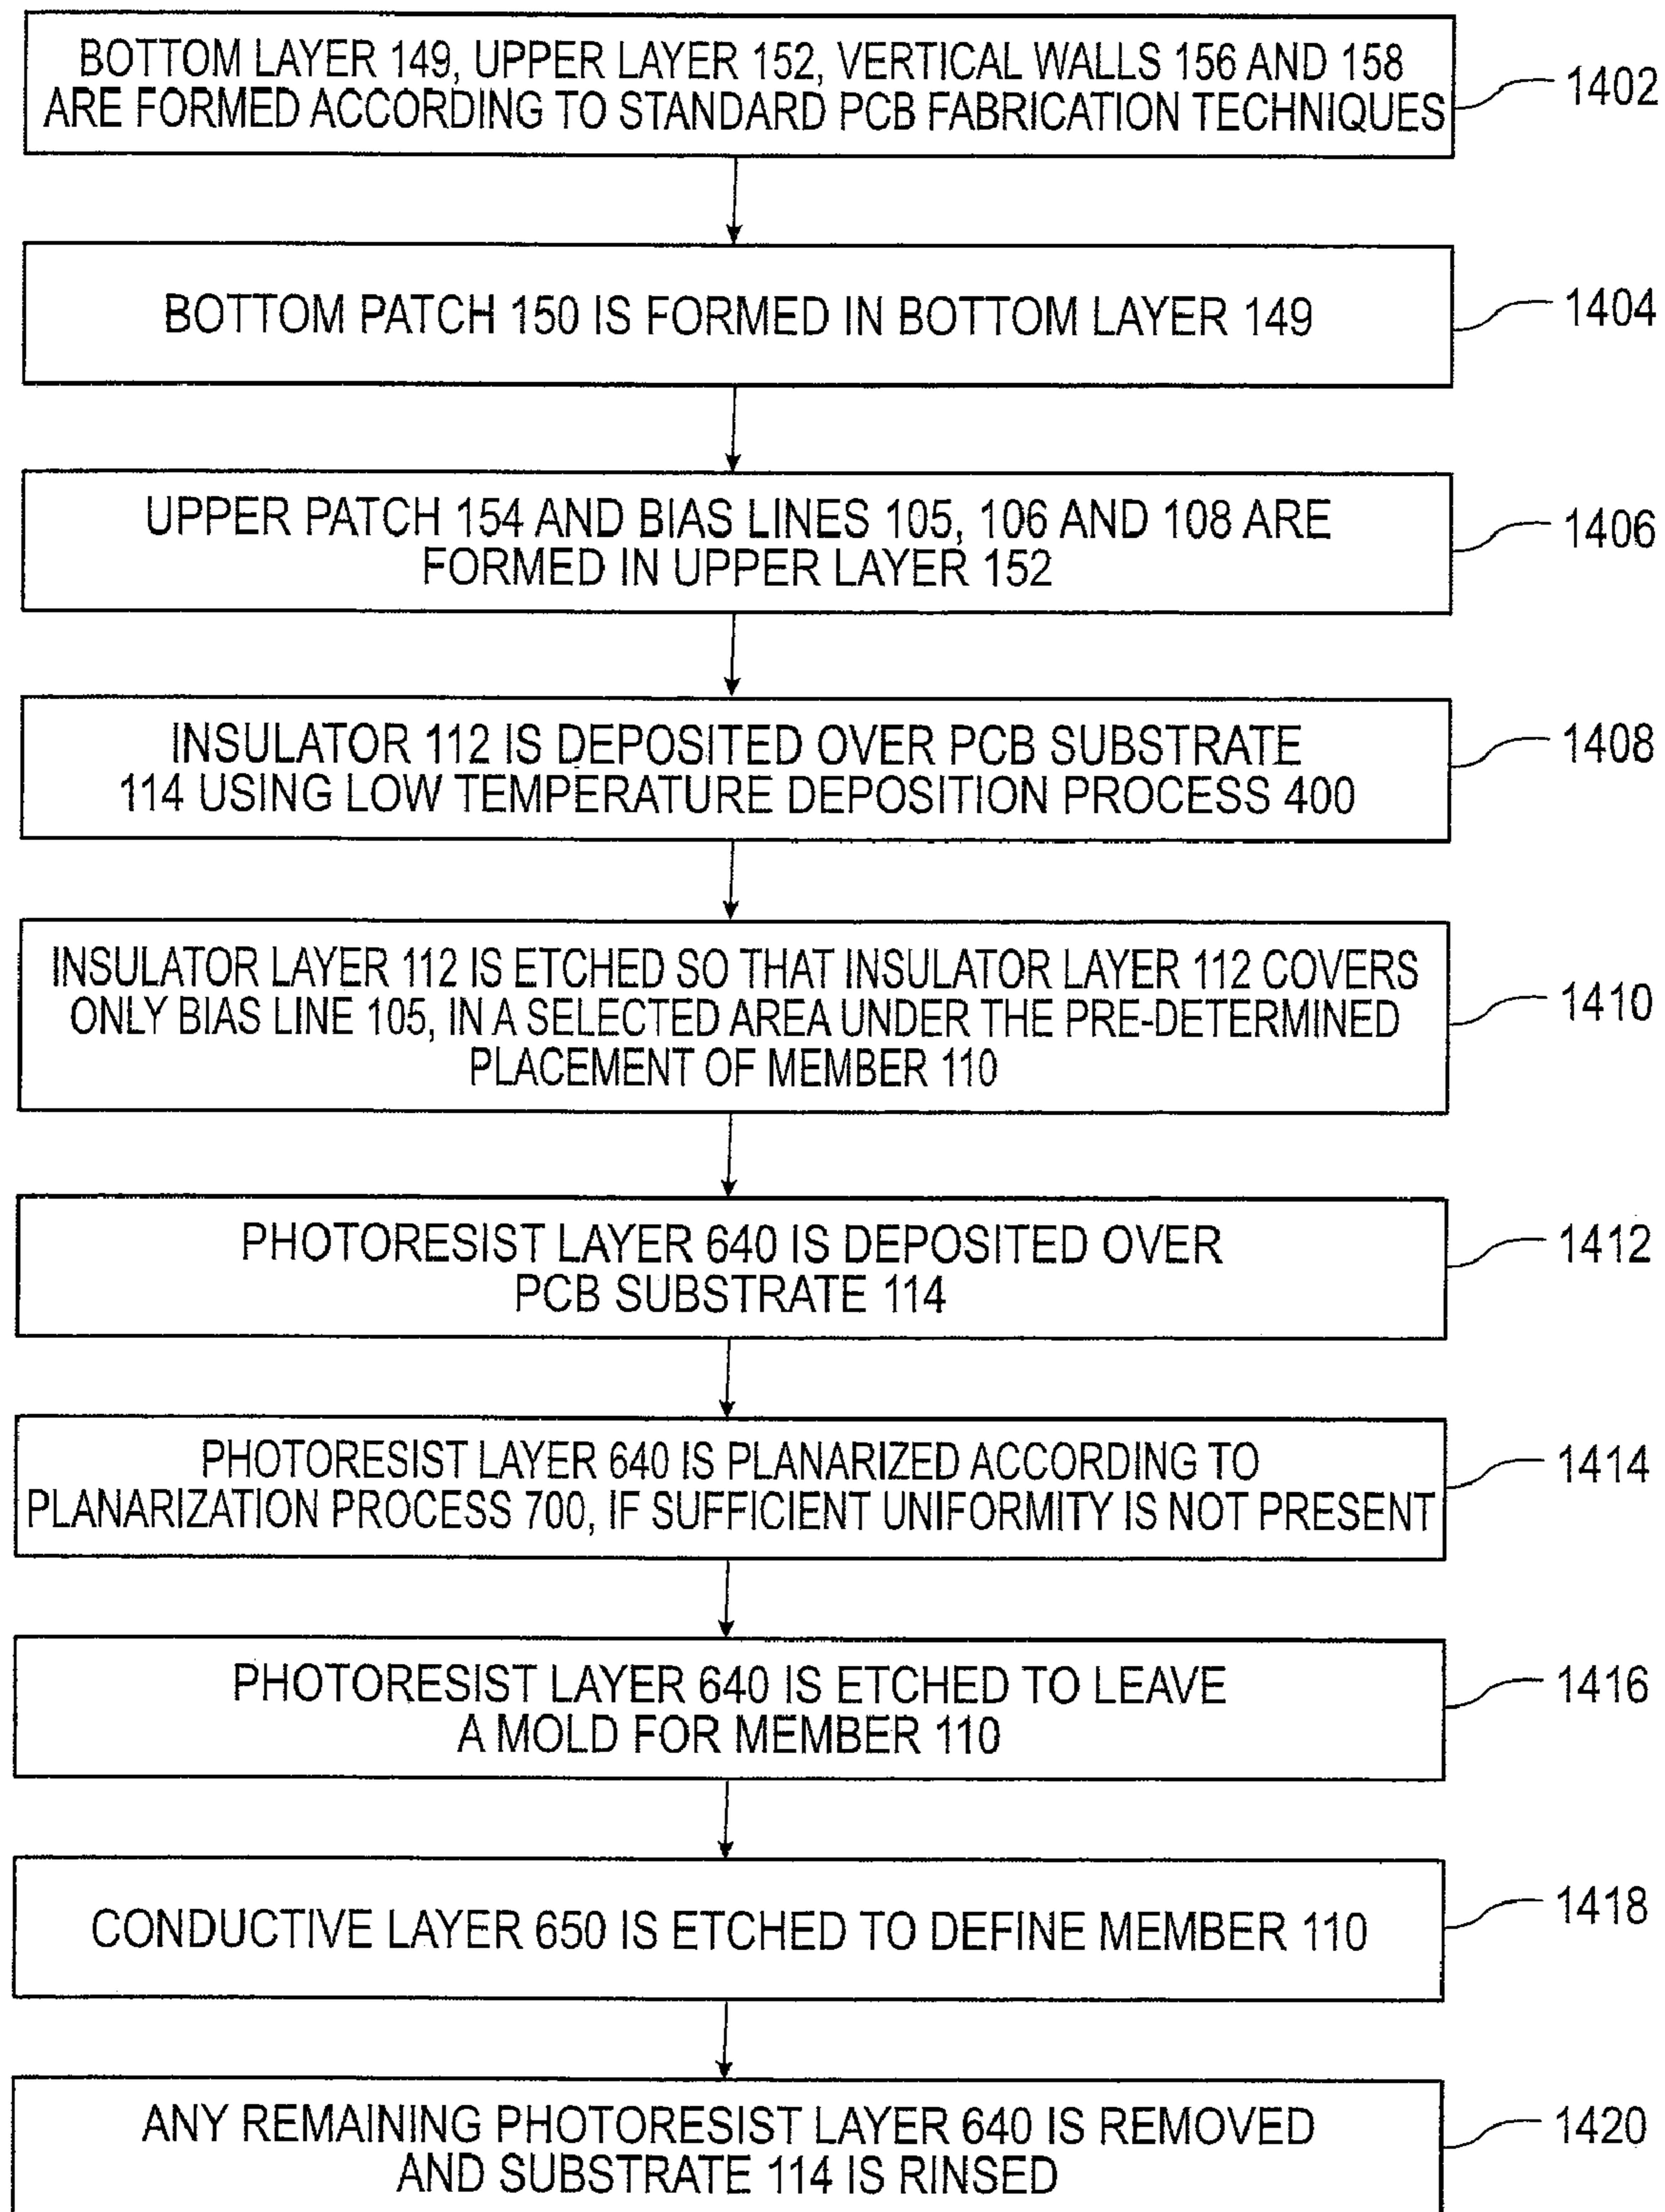 BOTTOM LAYER 149, UPPER LAYER 152, VERTICAL WALLS 156 AND 158
ARE FORMED ACCORDING TO STANDARD PCB FABRICATION TECHNIQUES
1402
BOTTOM PATCH 150 IS FORMED IN BOTTOM LAYER 149
1404
UPPER PATCH 154 AND BIAS LINES 105, 106 AND 108 ARE
FORMED IN UPPER LAYER 152
1406
INSULATOR 112 IS DEPOSITED OVER PCB SUBSTRATE
114 USING LOW TEMPERATURE DEPOSITION PROCESS 400
1408
INSULATOR LAYER 112 IS ETCHED SO THAT INSULATOR LAYER 112 COVERS
ONLY BIAS LINE 105, IN A SELECTED AREA UNDER THE PRE-DETERMINED
PLACEMENT OF MEMBER 110
1410
PHOTORESIST LAYER 640 IS DEPOSITED OVER
PCB SUBSTRATE 114
1412
PHOTORESIST LAYER 640 IS PLANARIZED ACCORDING TO
PLANARIZATION PROCESS 700, IF SUFFICIENT UNIFORMITY IS NOT PRESENT
1414
PHOTORESIST LAYER 640 IS ETCHED TO LEAVE
A MOLD FOR MEMBER 110
1416
CONDUCTIVE LAYER 650 IS ETCHED TO DEFINE MEMBER 110
1418
ANY REMAINING PHOTORESIST LAYER 640 IS REMOVED
AND SUBSTRATE 114 IS RINSED
1420